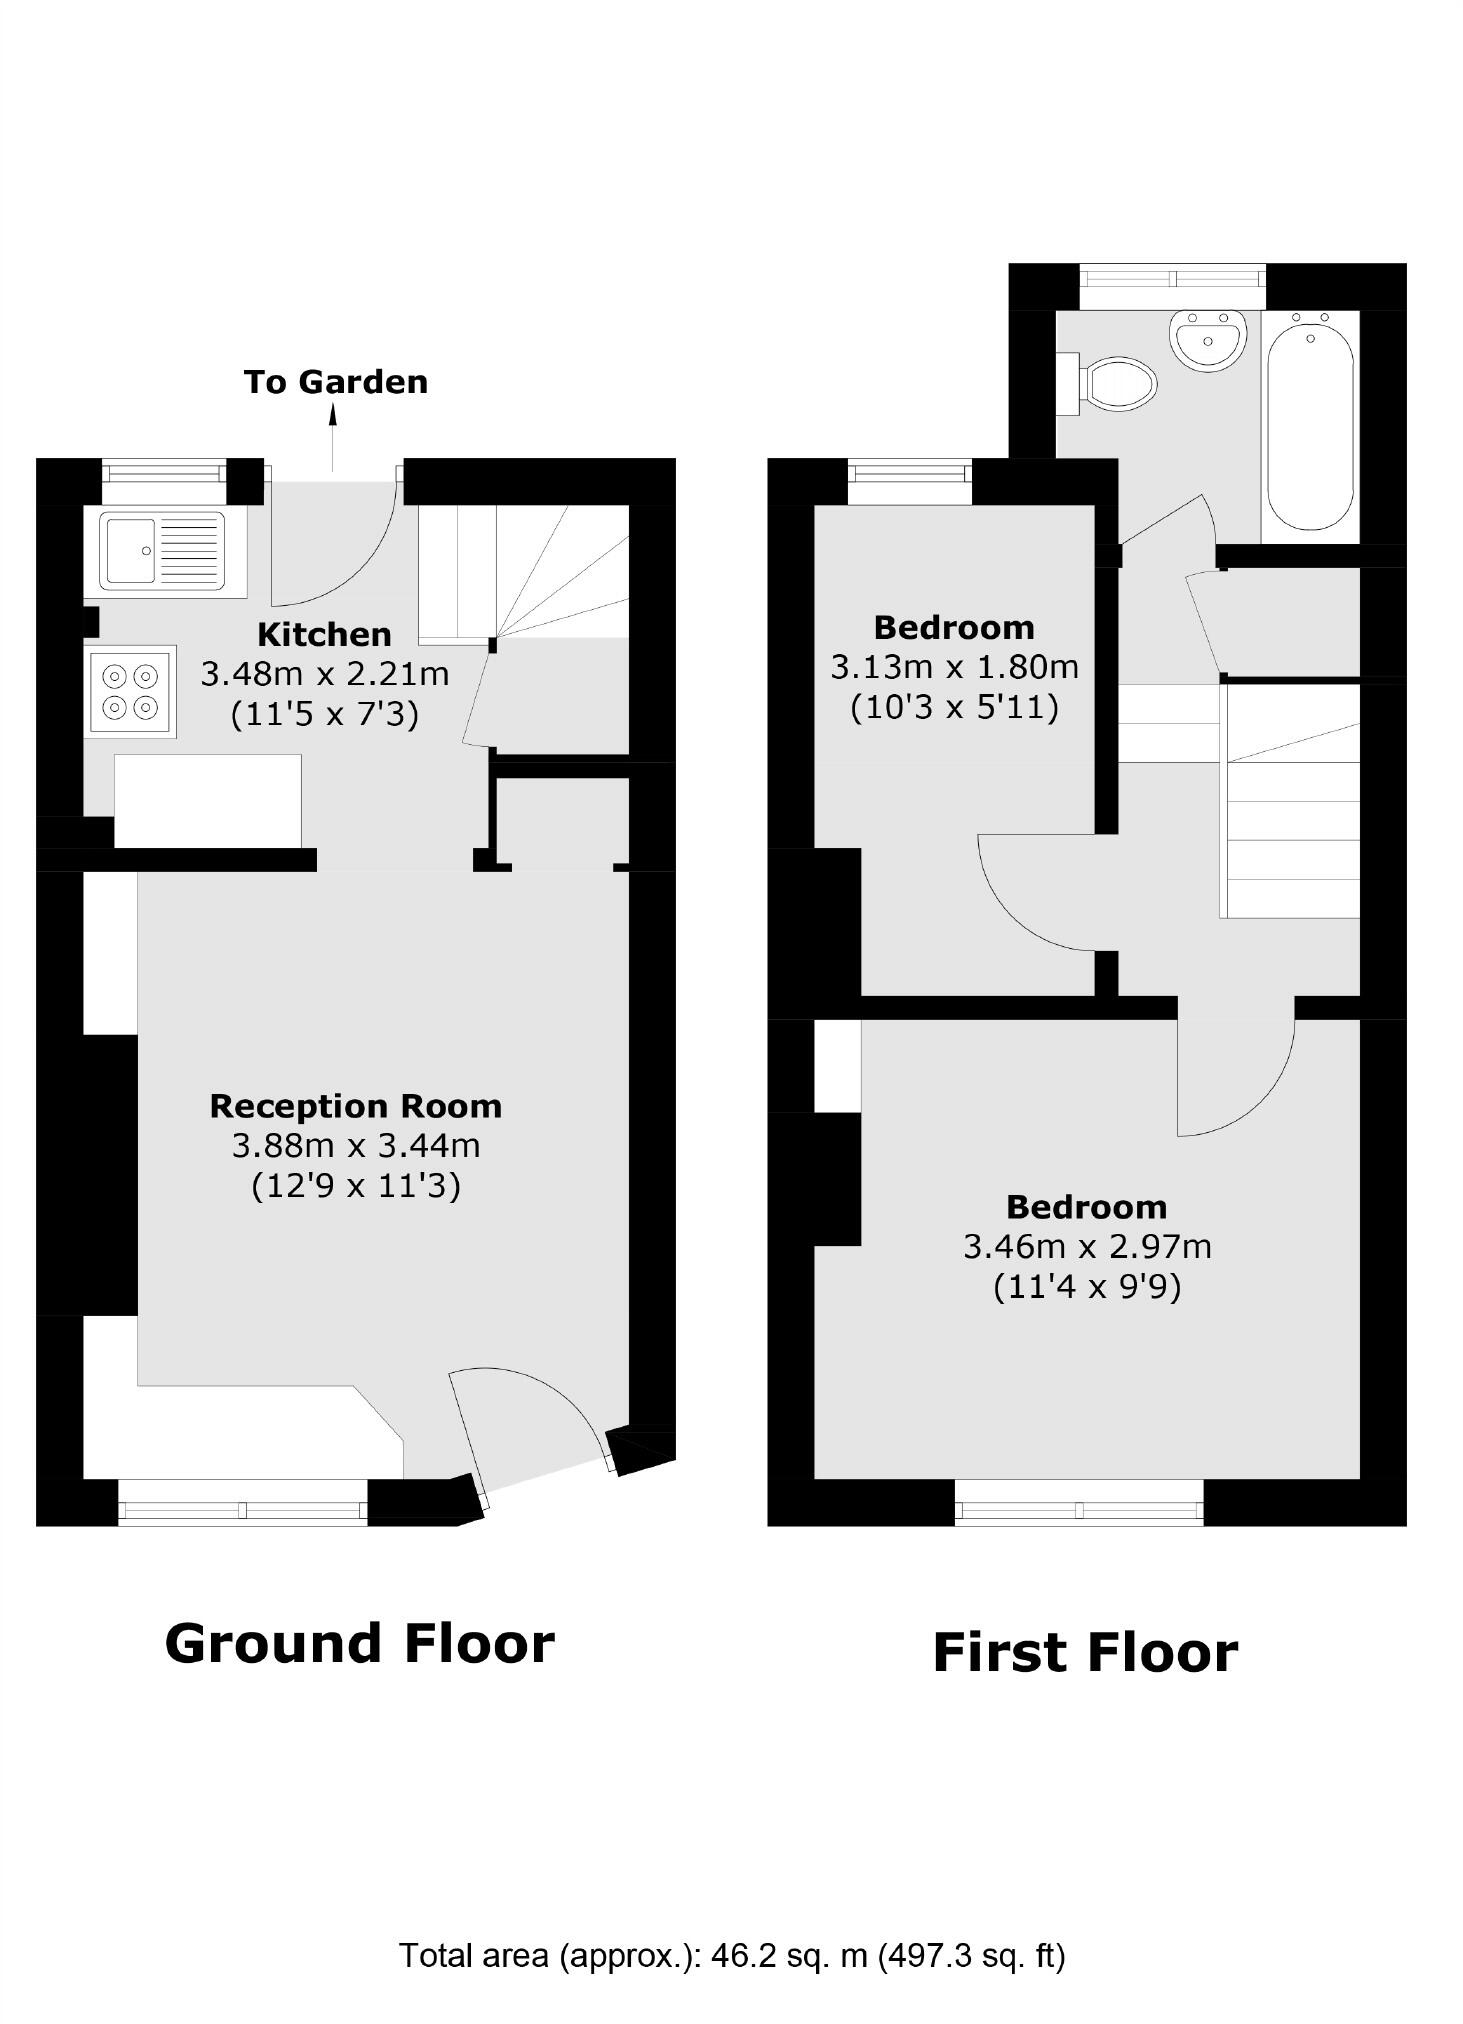 To Garden
Kitchen
3.48m x 2.21m
(11'5 x 7'3)
Reception Room
3.88m x 3.44m
(12'9 x 11'3)
Ground Floor
Bedroom
3.13m x 1.80m
(10'3 x 5'11)
Bedroom
3.46m x 2.97m
(11'4 x 9'9)
First Floor
Total area (approx.): 46.2 sq. m (497.3 sq. ft)